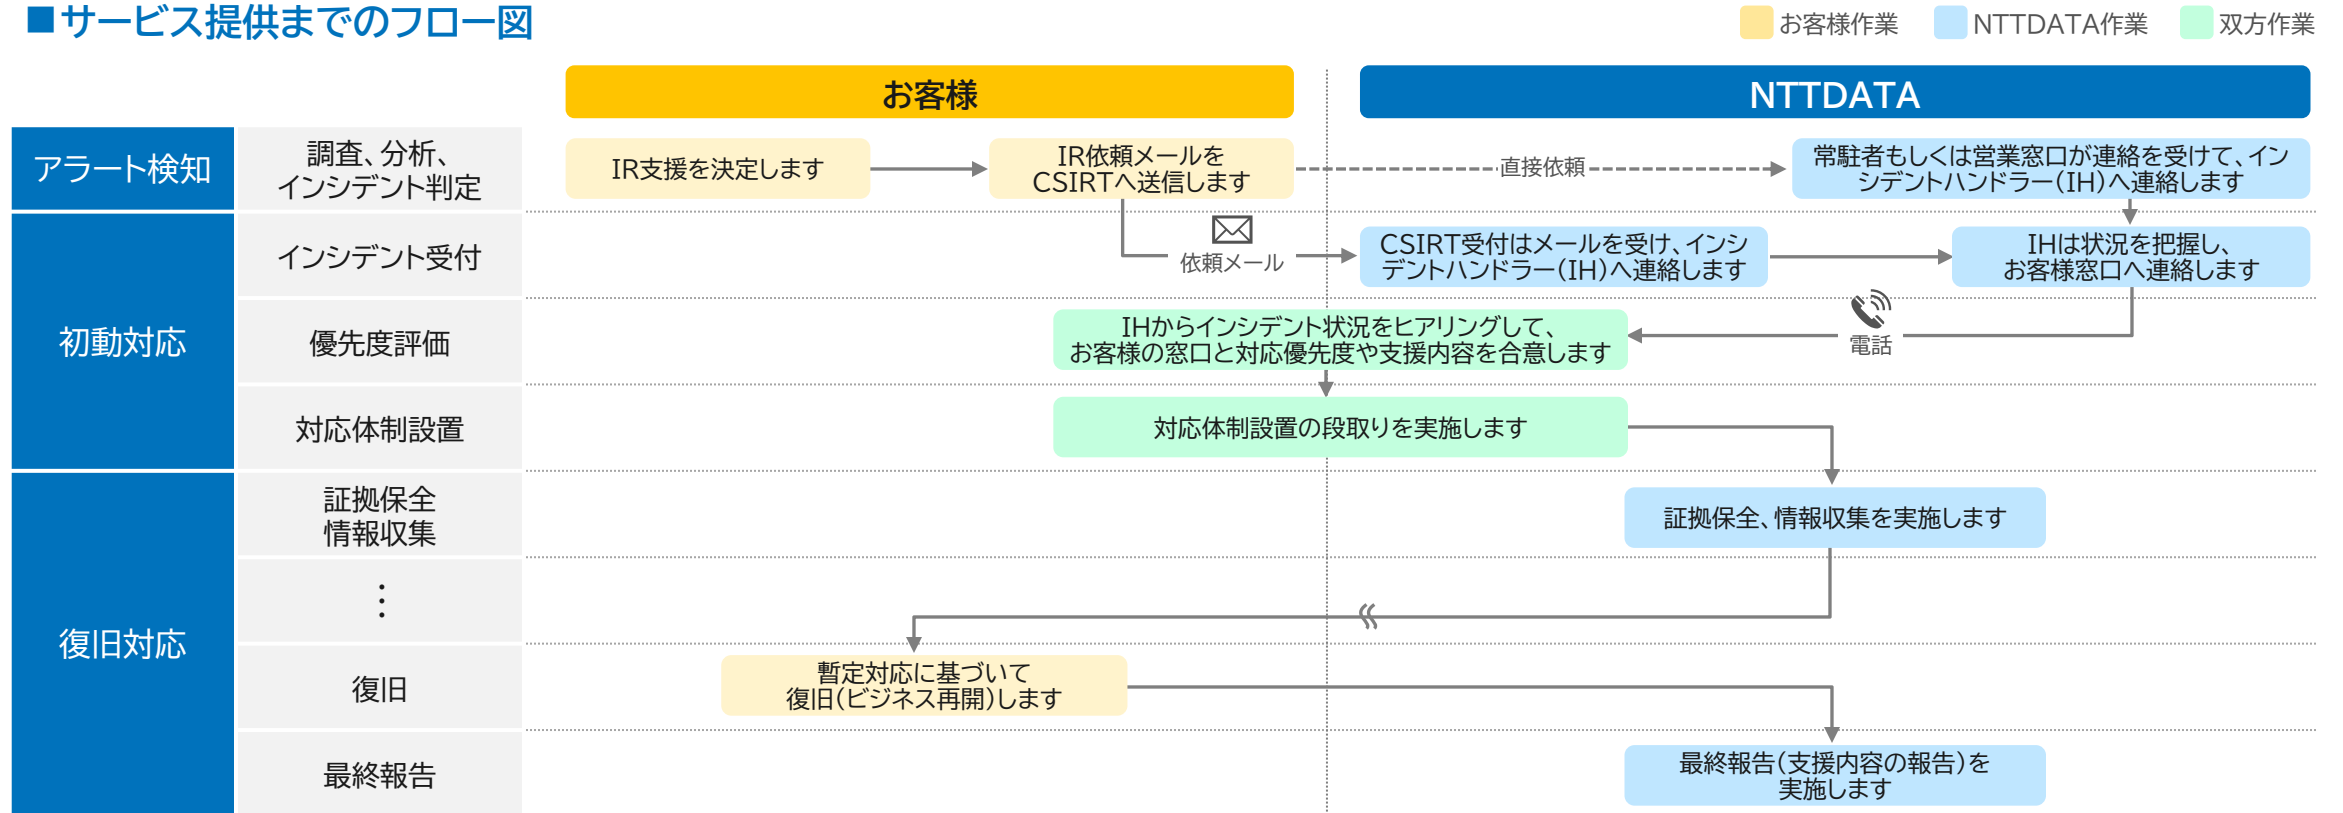 ■サービス提供までのフロー図
お客様作業
NTTDATA作業
双方作業
お客様
NTTDATA
アラート検知
調査、分析、
インシデント判定
IR支援を決定します
IR依頼メールを
CSIRTへ送信します
直接依頼
常駐者もしくは営業窓口が連絡を受けて、イン
シデントハンドラー(IH)へ連絡します
初動対応
インシデント受付
依頼メール
CSIRT受付はメールを受け、インシ
デントハンドラー(IH)へ連絡します
IHは状況を把握し、
お客様窓口へ連絡します
優先度評価
IHからインシデント状況をヒアリングして、
お客様の窓口と対応優先度や支援内容を合意します
電話
対応体制設置
対応体制設置の段取りを実施します
復旧対応
証拠保全
情報収集
証拠保全、情報収集を実施します
⋮
復旧
暫定対応に基づいて
復旧(ビジネス再開)します
最終報告
最終報告(支援内容の報告)を
実施します